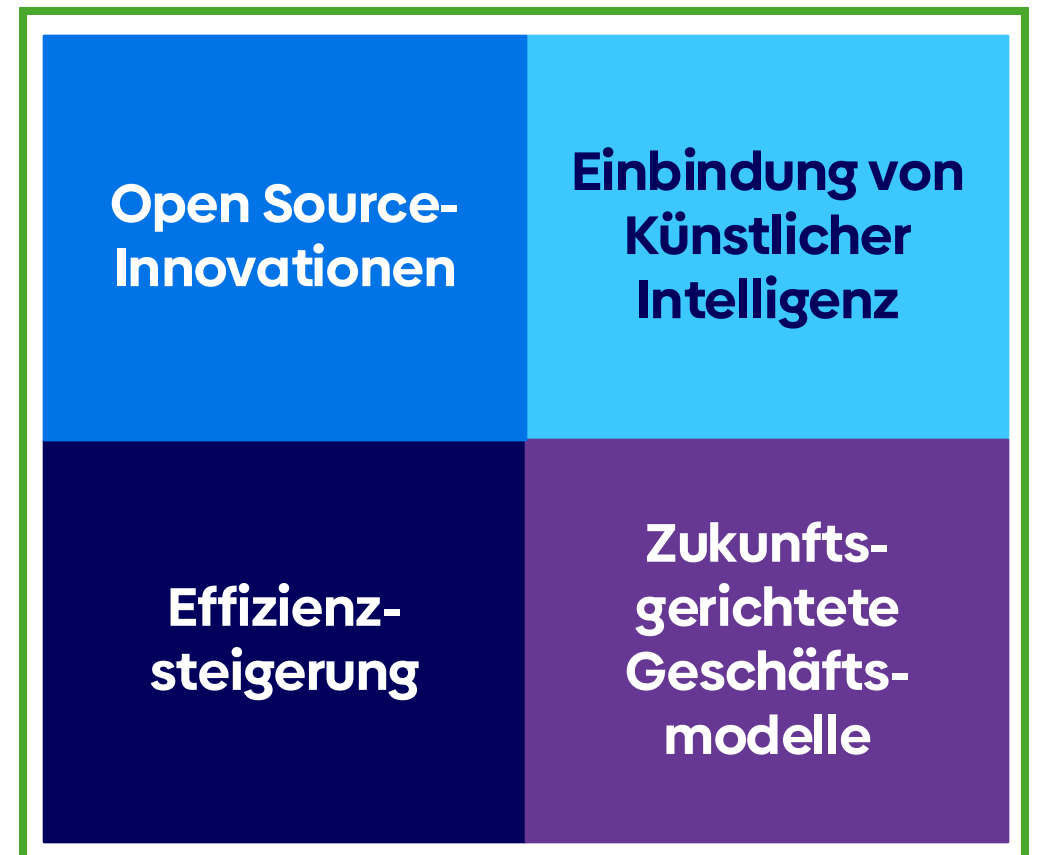 Open Source-
Innovationen
Einbindung von
Künstlicher
Intelligenz
Effizienz-
steigerung
Zukunfts-
gerichtete
Geschäfts-
modelle